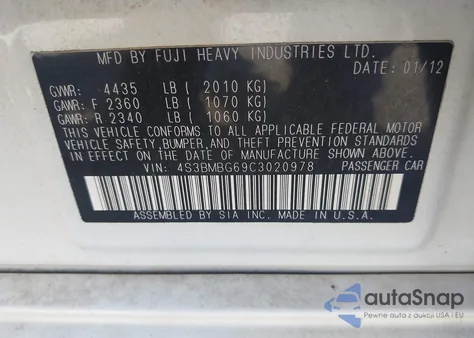 MFD BY FUJI HEAVY INDUSTRIES LTD.
DATE: 01/12
GVWR: 4435 LB ( 2010 KG)
GAWR: F 2360 LB ( 1070 KG)
GAWR: R 2340 LB ( 1060 KG)
THIS VEHICLE CONFORMS TO ALL APPLICABLE FEDERAL MOTOR
VEHICLE SAFETY, BUMPER, AND THEFT PREVENTION STANDARDS
IN EFFECT ON THE DATE OF MANUFACTURE SHOWN ABOVE.
VIN: 4S3BMBG69C3020978 PASSENGER CAR
ASSEMBLED BY SIA INC. MADE IN U.S.A.
autoSnap
Pewne auta z aukcji USA i EU